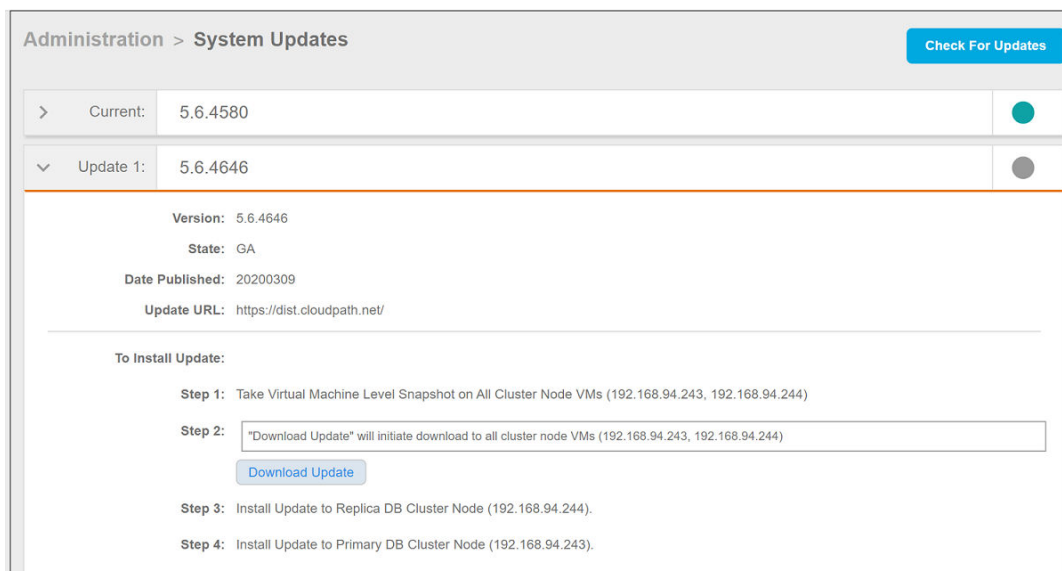 Administration > System Updates
Check For Updates
Current: 5.6.4580
Update 1: 5.6.4646
Version: 5.6.4646
State: GA
Date Published: 20200309
Update URL: https://dist.cloudpath.net/
To Install Update:
Step 1: Take Virtual Machine Level Snapshot on All Cluster Node VMs (192.168.94.243, 192.168.94.244)
Step 2: "Download Update" will initiate download to all cluster node VMs (192.168.94.243, 192.168.94.244)
Download Update
Step 3: Install Update to Replica DB Cluster Node (192.168.94.244).
Step 4: Install Update to Primary DB Cluster Node (192.168.94.243).